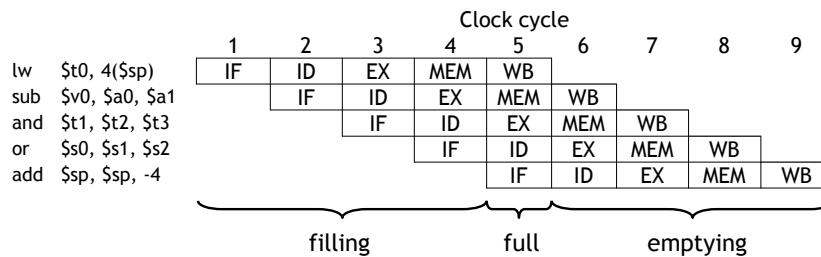 Clock cycle
1 2 3 4 5 6 7 8 9
lw $t0, 4($sp) IF ID EX MEM WB
sub $v0, $a0, $a1 IF ID EX MEM WB
and $t1, $t2, $t3 IF ID EX MEM WB
or $s0, $s1, $s2 IF ID EX MEM WB
add $sp, $sp, -4 IF ID EX MEM WB
filling full emptying